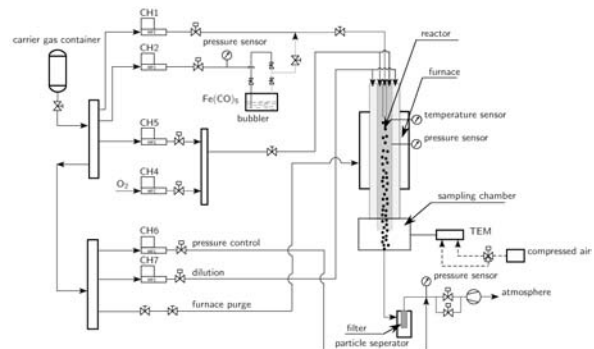 CH1
carrier gas container
CH2
pressure sensor
reactor
furnace
Fe(CO)5
bubbler
temperature sensor
CH5
pressure sensor
O2
CH4
sampling chamber
TEM
CH6
pressure control
compressed air
CH7
dilution
pressure sensor
furnace purge
atmosphere
filter
particle seperator